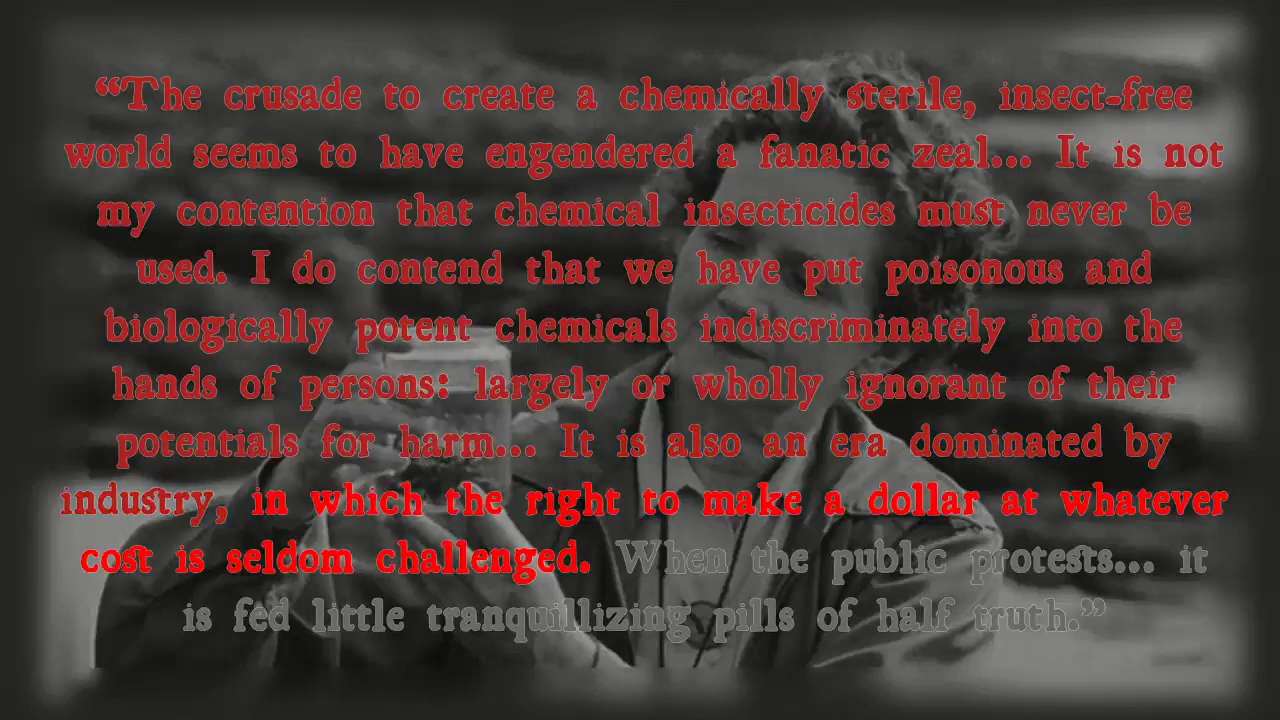 “The crusade to create a chemically sterile, insect-free
world seems to have engendered a fanatic zeal... It is not
my contention that chemical insecticides must never be
used. I do contend that we have put poisonous and
biologically potent chemicals indiscriminately into the
hands of persons: largely or wholly ignorant of their
potentials for harm... It is also an era dominated by
industry, in which the right to make a dollar at whatever
cost is seldom challenged. When the public protests... it
is fed little tranquillizing pills of half truth.”